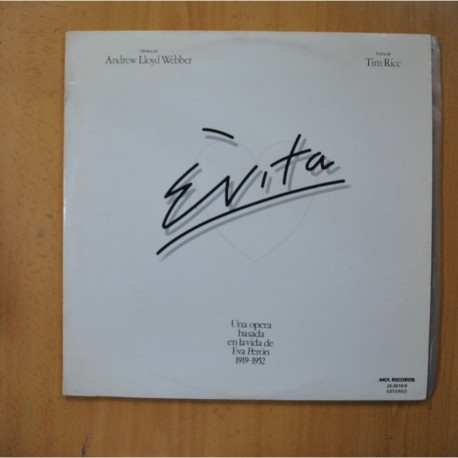 Música de
Andrew Lloyd Webber
Letra de
Tim Rice
Evita
Una opera
basada
en la vida de
Eva Perón
1919-1952
MCA RECORDS
ESTEREO